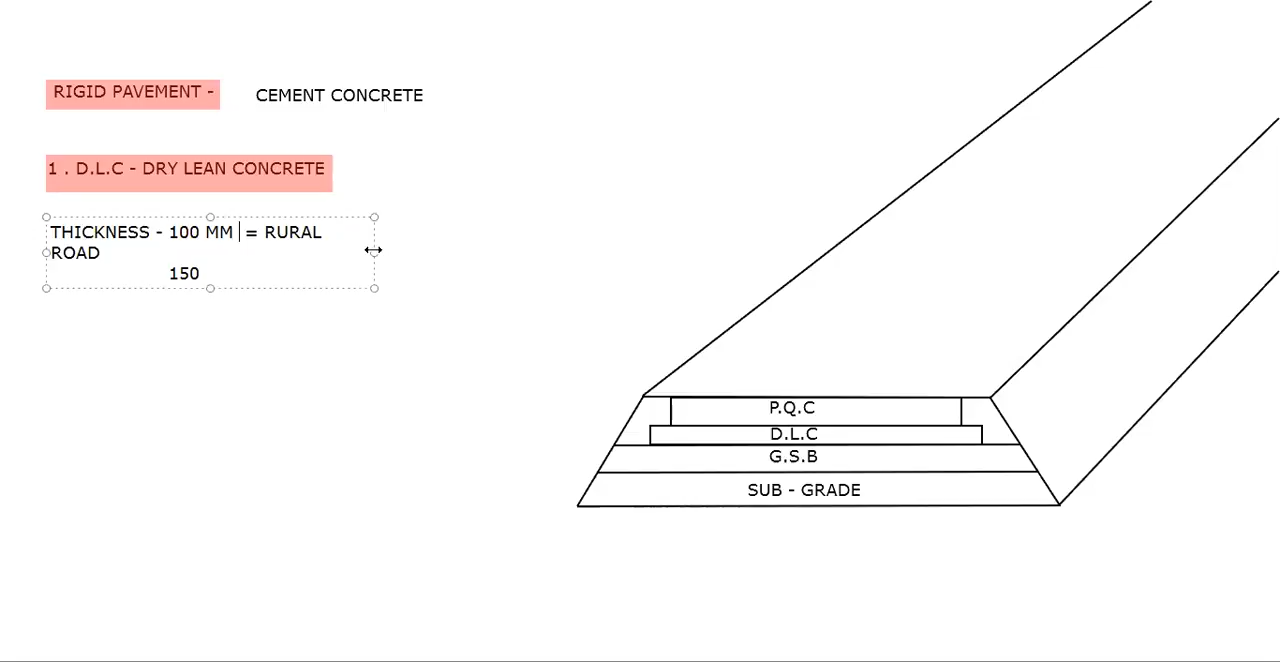 RIGID PAVEMENT -
CEMENT CONCRETE
1 . D.L.C - DRY LEAN CONCRETE
THICKNESS - 100 MM = RURAL
ROAD
150
P.Q.C
D.L.C
G.S.B
SUB - GRADE